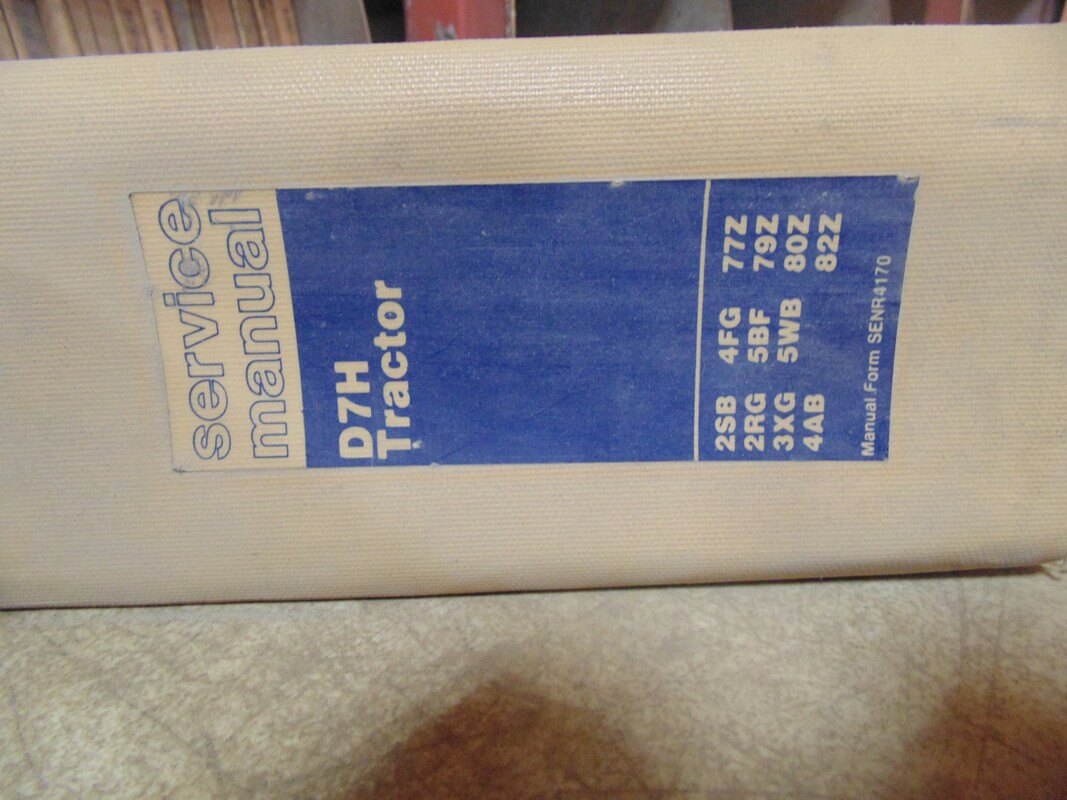 service
manual
D7H
Tractor
2SB 4FG 77Z
2RG 5BF 79Z
3XG 5WB 80Z
4AB 82Z
Manual Form SENR4170